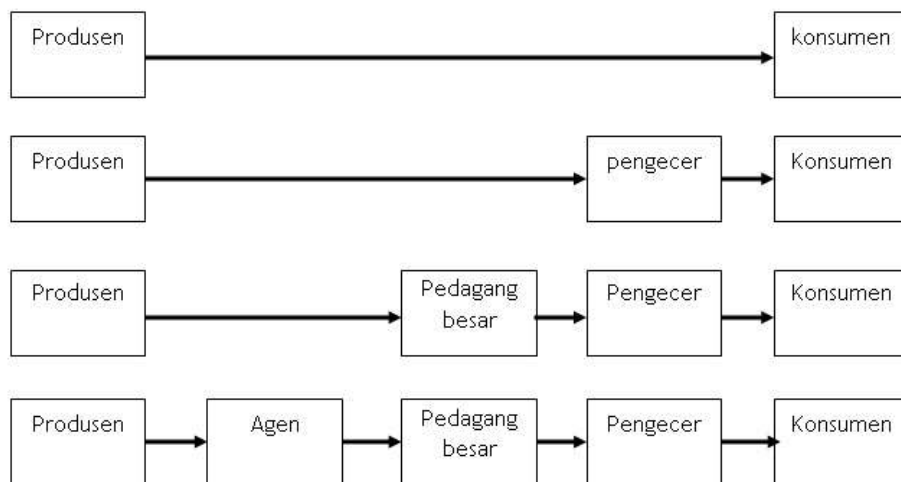 Produsen konsumen
Produsen pengecer Konsumen
Produsen Pedagang besar Pengecer Konsumen
Produsen Agen Pedagang besar Pengecer Konsumen